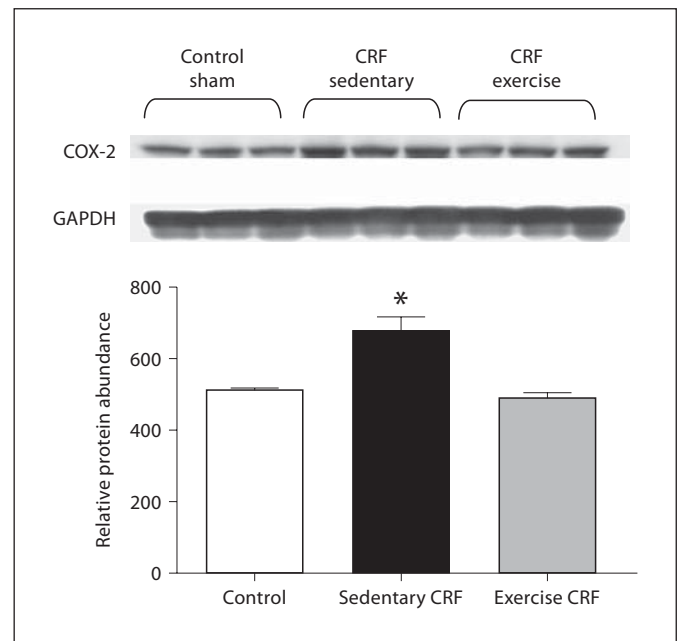 Control
sham
CRF
sedentary
CRF
exercise
COX-2
GAPDH
Relative protein abundance
800
600
400
200
0
*
Control
Sedentary CRF
Exercise CRF